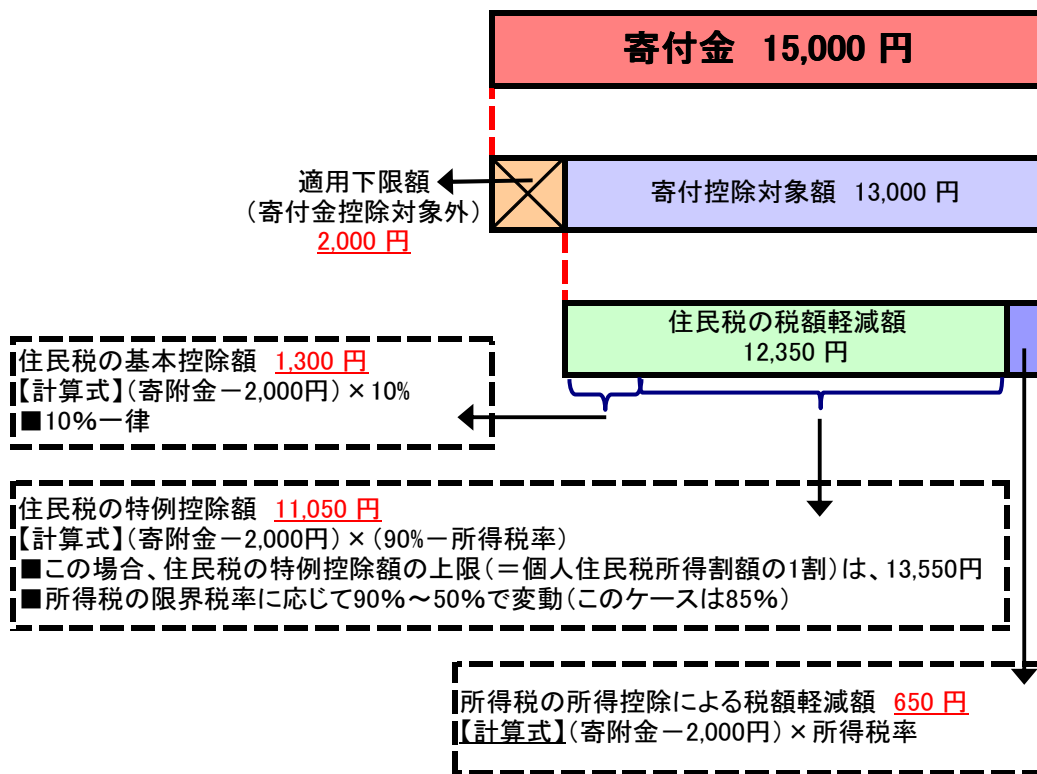 寄付金 15,000 円
適用下限額
（寄付金控除対象外）
2,000 円
寄付控除対象額 13,000 円
住民税の税額軽減額
12,350 円
住民税の基本控除額 1,300 円
【計算式】（寄附金－2,000円）×10%
■10%一律
住民税の特例控除額 11,050 円
【計算式】（寄附金－2,000円）×（90%－所得税率）
■この場合、住民税の特例控除額の上限（＝個人住民税所得割額の1割）は、13,550円
■所得税の限界税率に応じて90%～50%で変動（このケースは85%）
所得税の所得控除による税額軽減額 650 円
【計算式】（寄附金－2,000円）×所得税率